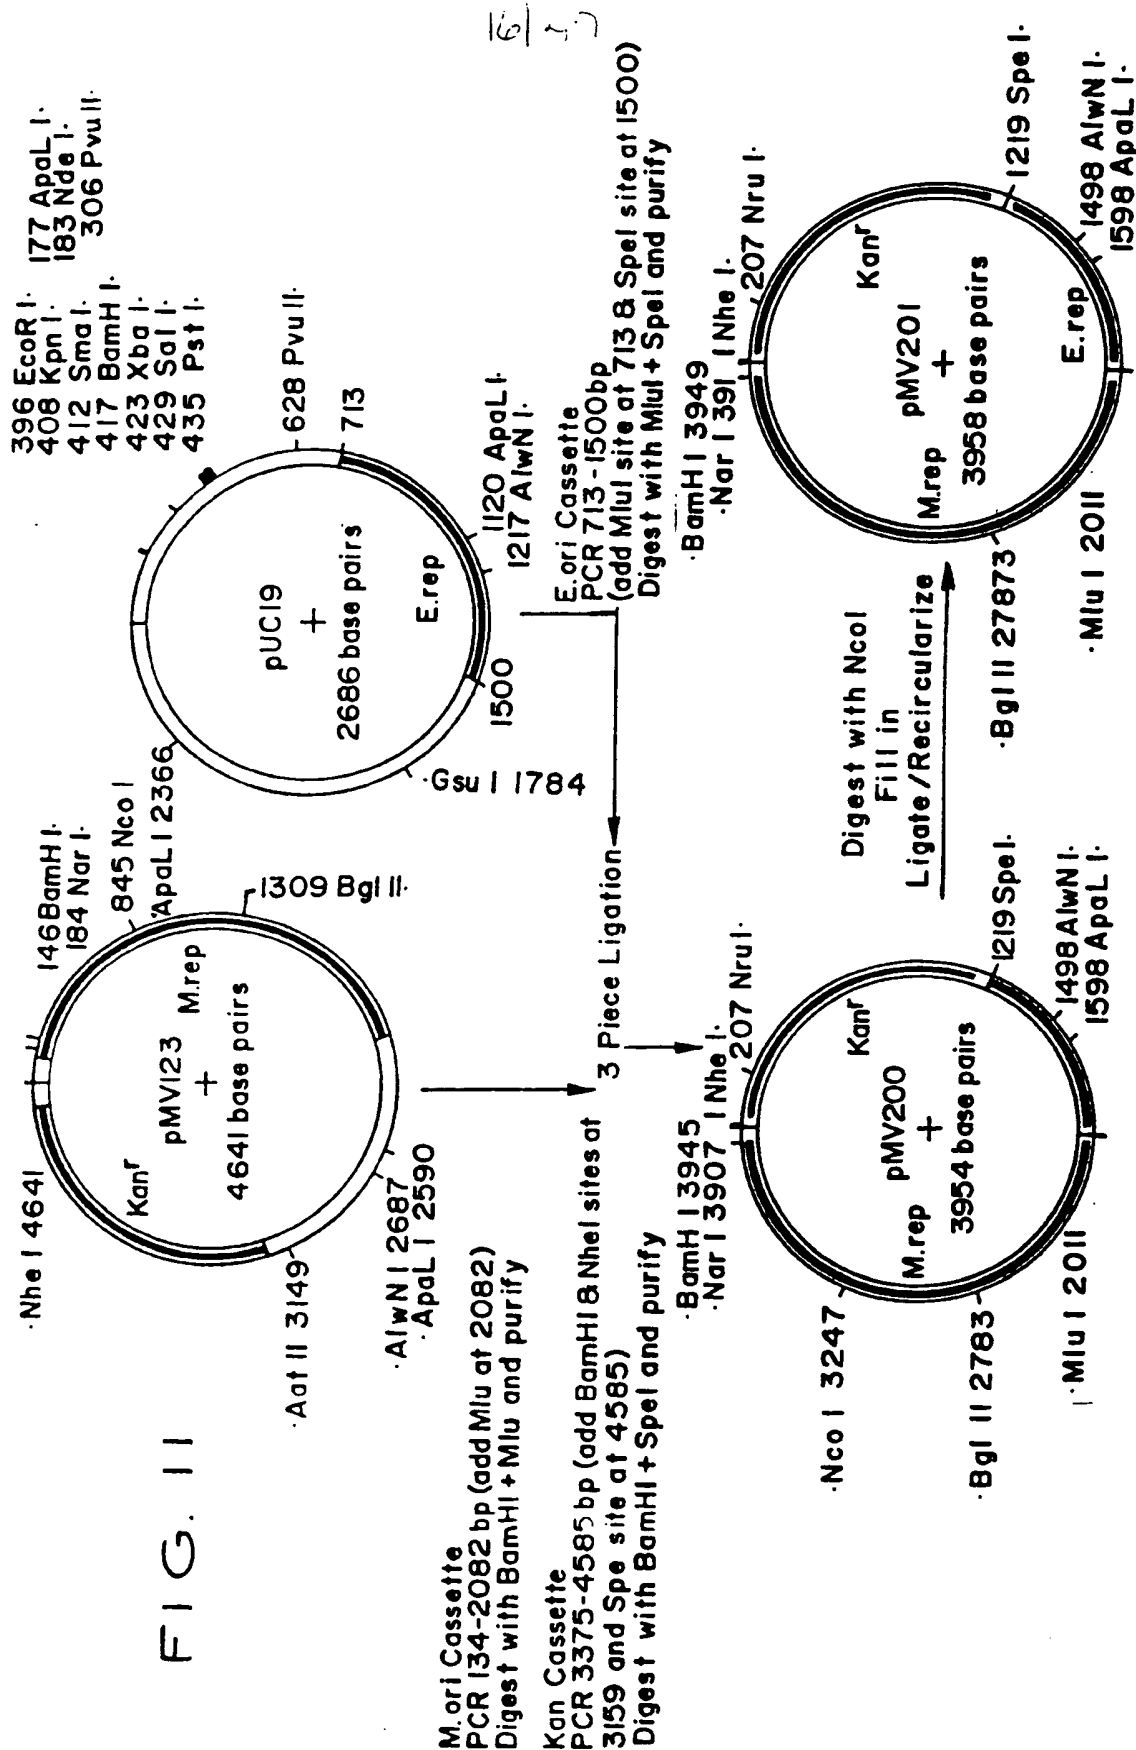 FIG. 11
·Nhe I 4641
146 BamH I·
184 Nar I·
845 Nco I
1309 Bgl II·
Kanʳ
pMV123
+
M.rep
4641 base pairs
·Aat II 3149
·AlwN I 2687
·ApaL I 2590
396 EcoR I·
408 Kpn I·
412 Sma I·
417 BamH I·
423 Xba I·
429 Sal I·
435 Pst I·
177 ApaL I·
183 Nde I·
306 Pvu II·
628 Pvu II·
713
1120 ApaL I·
1217 AlwN I·
1500
·Gsu I 1784
ApaL I 2366
pUC19
+
2686 base pairs
E.rep
M.ori Cassette
PCR 134-2082 bp (add Mlu at 2082)
Digest with BamHI + Mlu and purify
Kan Cassette
PCR 3375-4585 bp (add BamHI & NheI sites at
3159 and Spe site at 4585)
Digest with BamHI + SpeI and purify
3 Piece Ligation
E.ori Cassette
PCR 713-1500bp
(add MluI site at 713 & SpeI site at 1500)
Digest with MluI + SpeI and purify
·BamH I 3945
·Nar I 3907
1 Nhe I·
207 Nru I·
Kanʳ
pMV200
+
M.rep
3954 base pairs
1219 Spe I·
1498 AlwN I·
1598 ApaL I·
·Nco I 3247
·Bgl II 2783
·Mlu I 2011
Digest with NcoI
Fill in
Ligate/Recircularize
·BamH I 3949
·Nar I 391
1 Nhe I·
207 Nru I·
Kanʳ
M.rep
pMV201
+
3958 base pairs
E.rep
1219 Spe I·
1498 AlwN I·
1598 ApaL I·
·Bgl II 27873
·Mlu I 2011